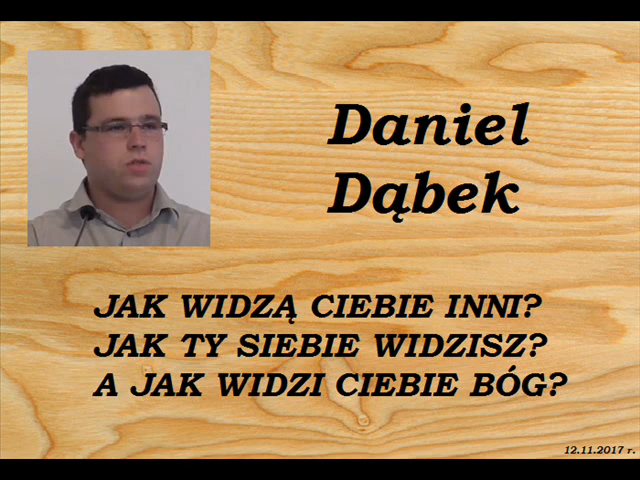 Daniel
Dąbek
JAK WIDZĄ CIEBIE INNI?
JAK TY SIEBIE WIDZISZ?
A JAK WIDZI CIEBIE BÓG?
12.11.2017 r.